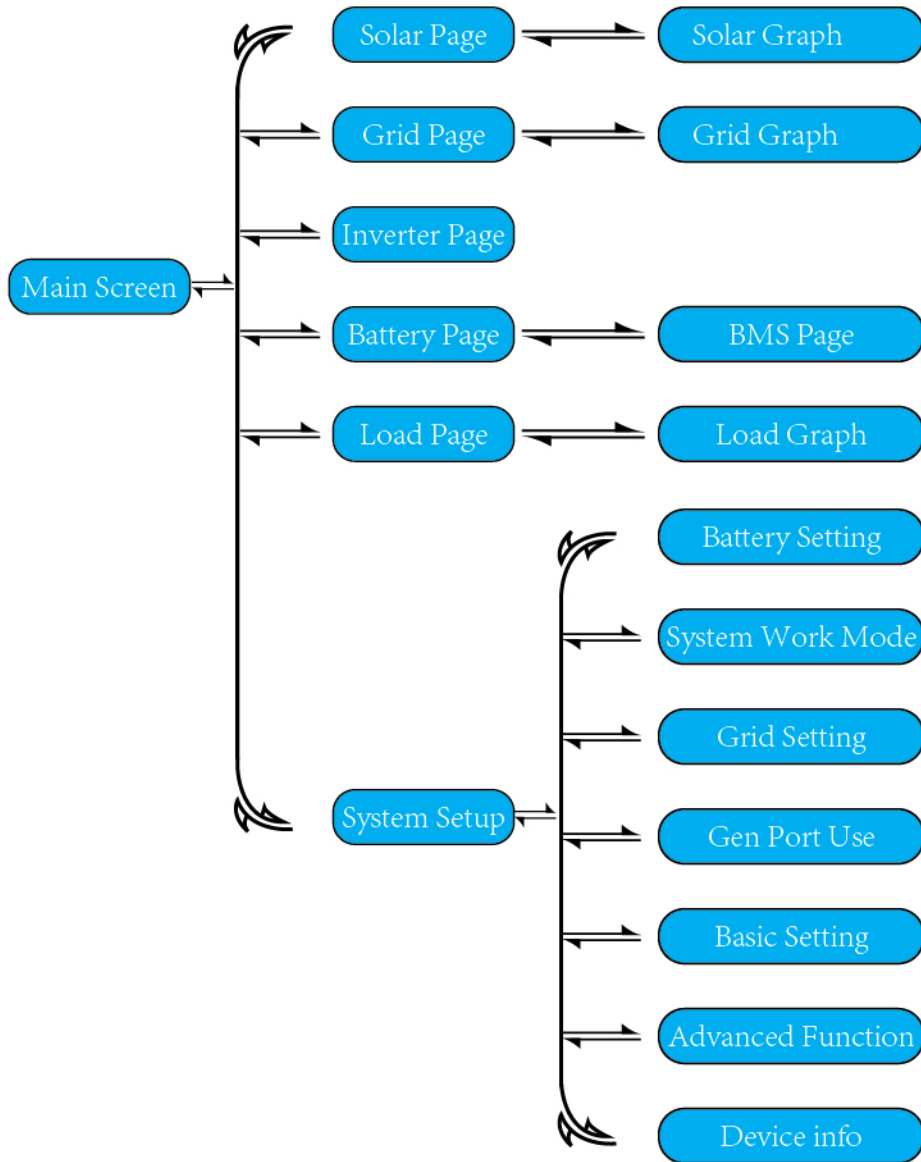 Solar Page
Solar Graph
Grid Page
Grid Graph
Inverter Page
Main Screen
Battery Page
BMS Page
Load Page
Load Graph
Battery Setting
System Work Mode
Grid Setting
System Setup
Gen Port Use
Basic Setting
Advanced Function
Device info